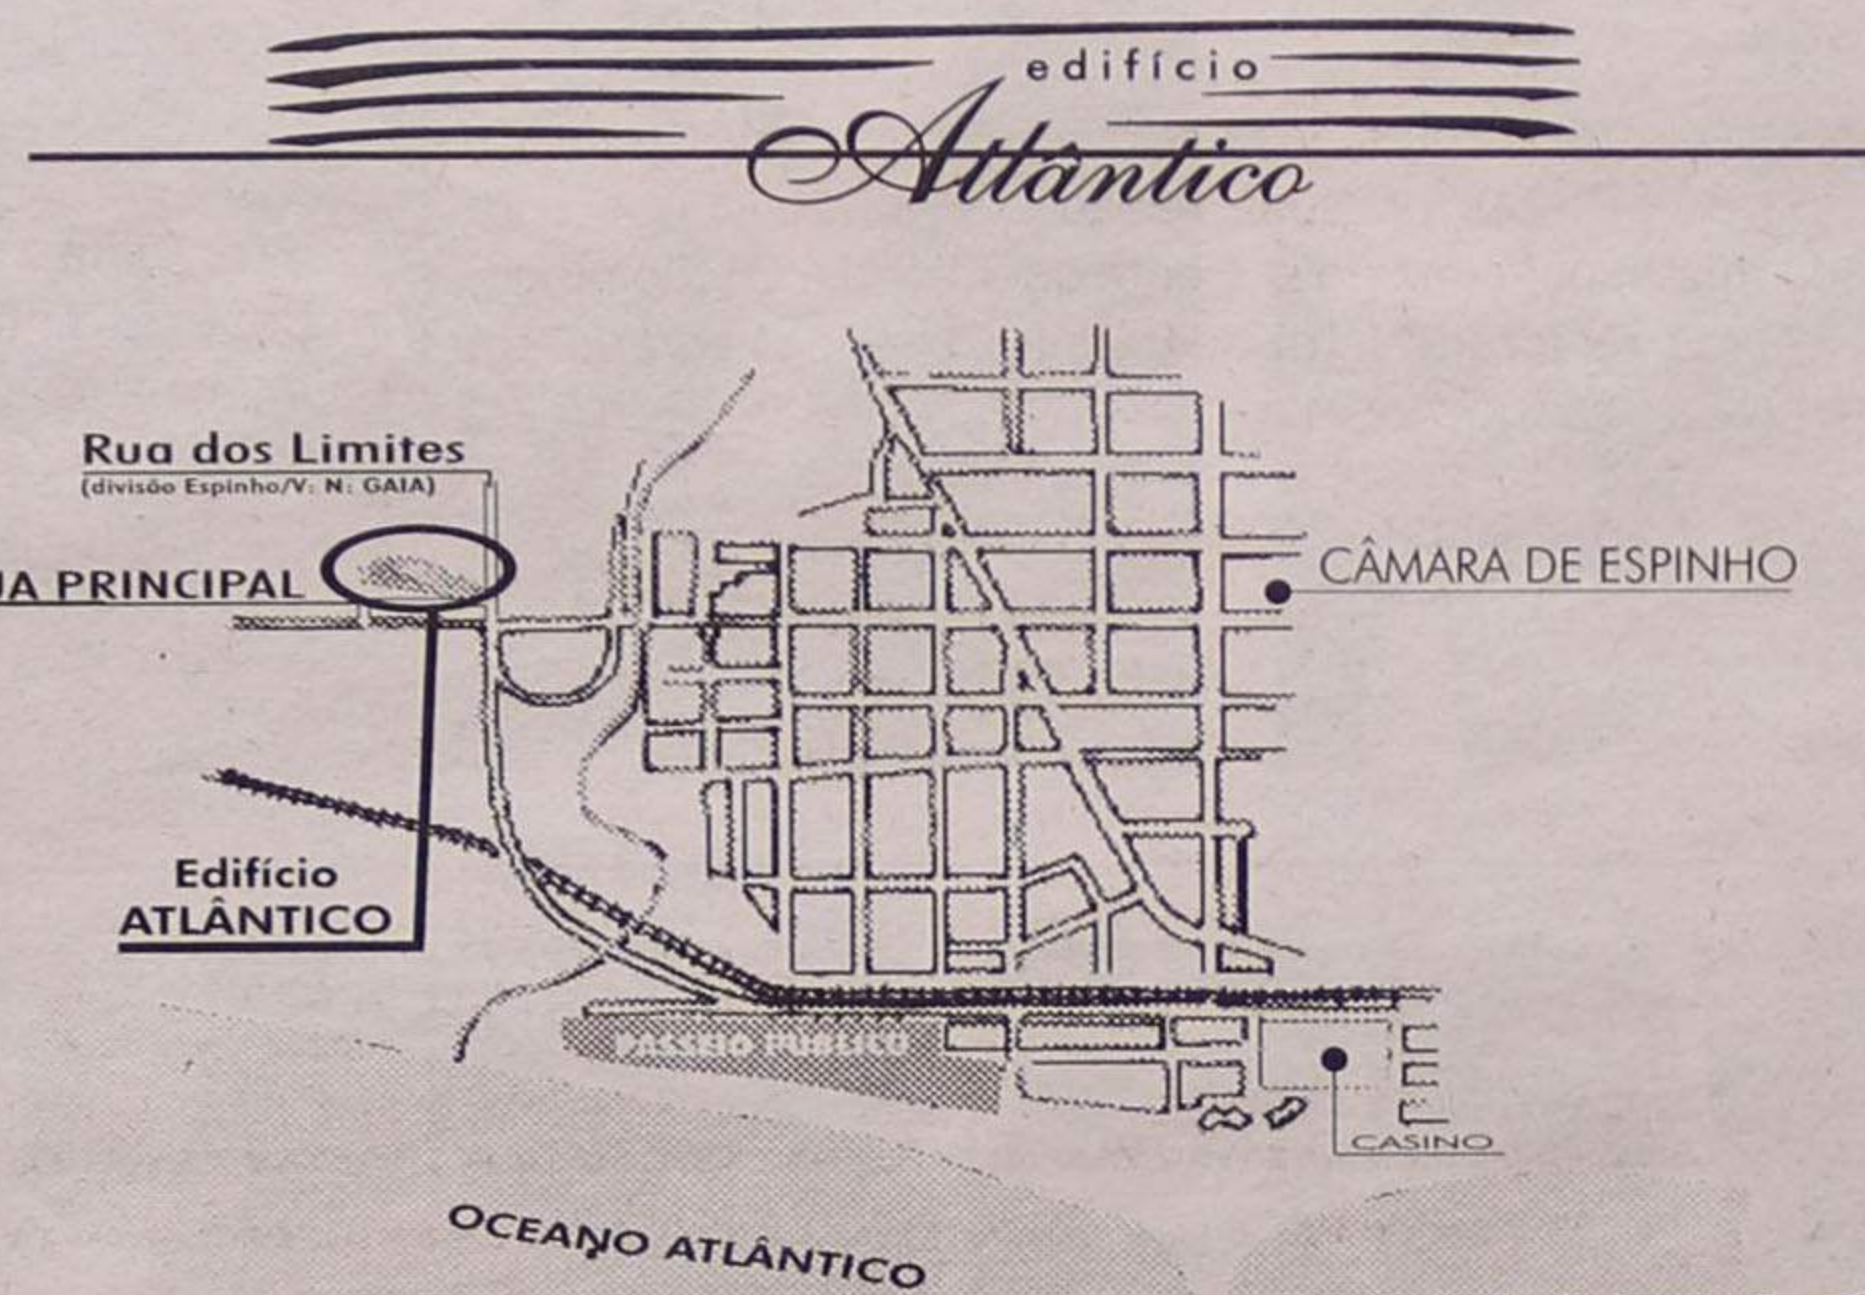 edifício
Atlântico
Rua dos Limites
(divisão Espinho/V: N: GAIA)
PRINCIPAL
CÂMARA DE ESPINHO
Edifício
ATLÂNTICO
PASSEIO PÚBLICO
CASINO
OCEANO ATLÂNTICO